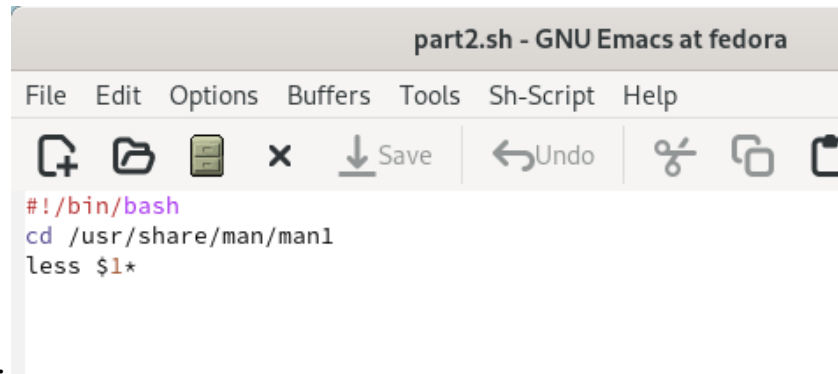 part2.sh - GNU Emacs at fedora
File Edit Options Buffers Tools Sh-Script Help
Save Undo
#!/bin/bash
cd /usr/share/man/man1
less $1*